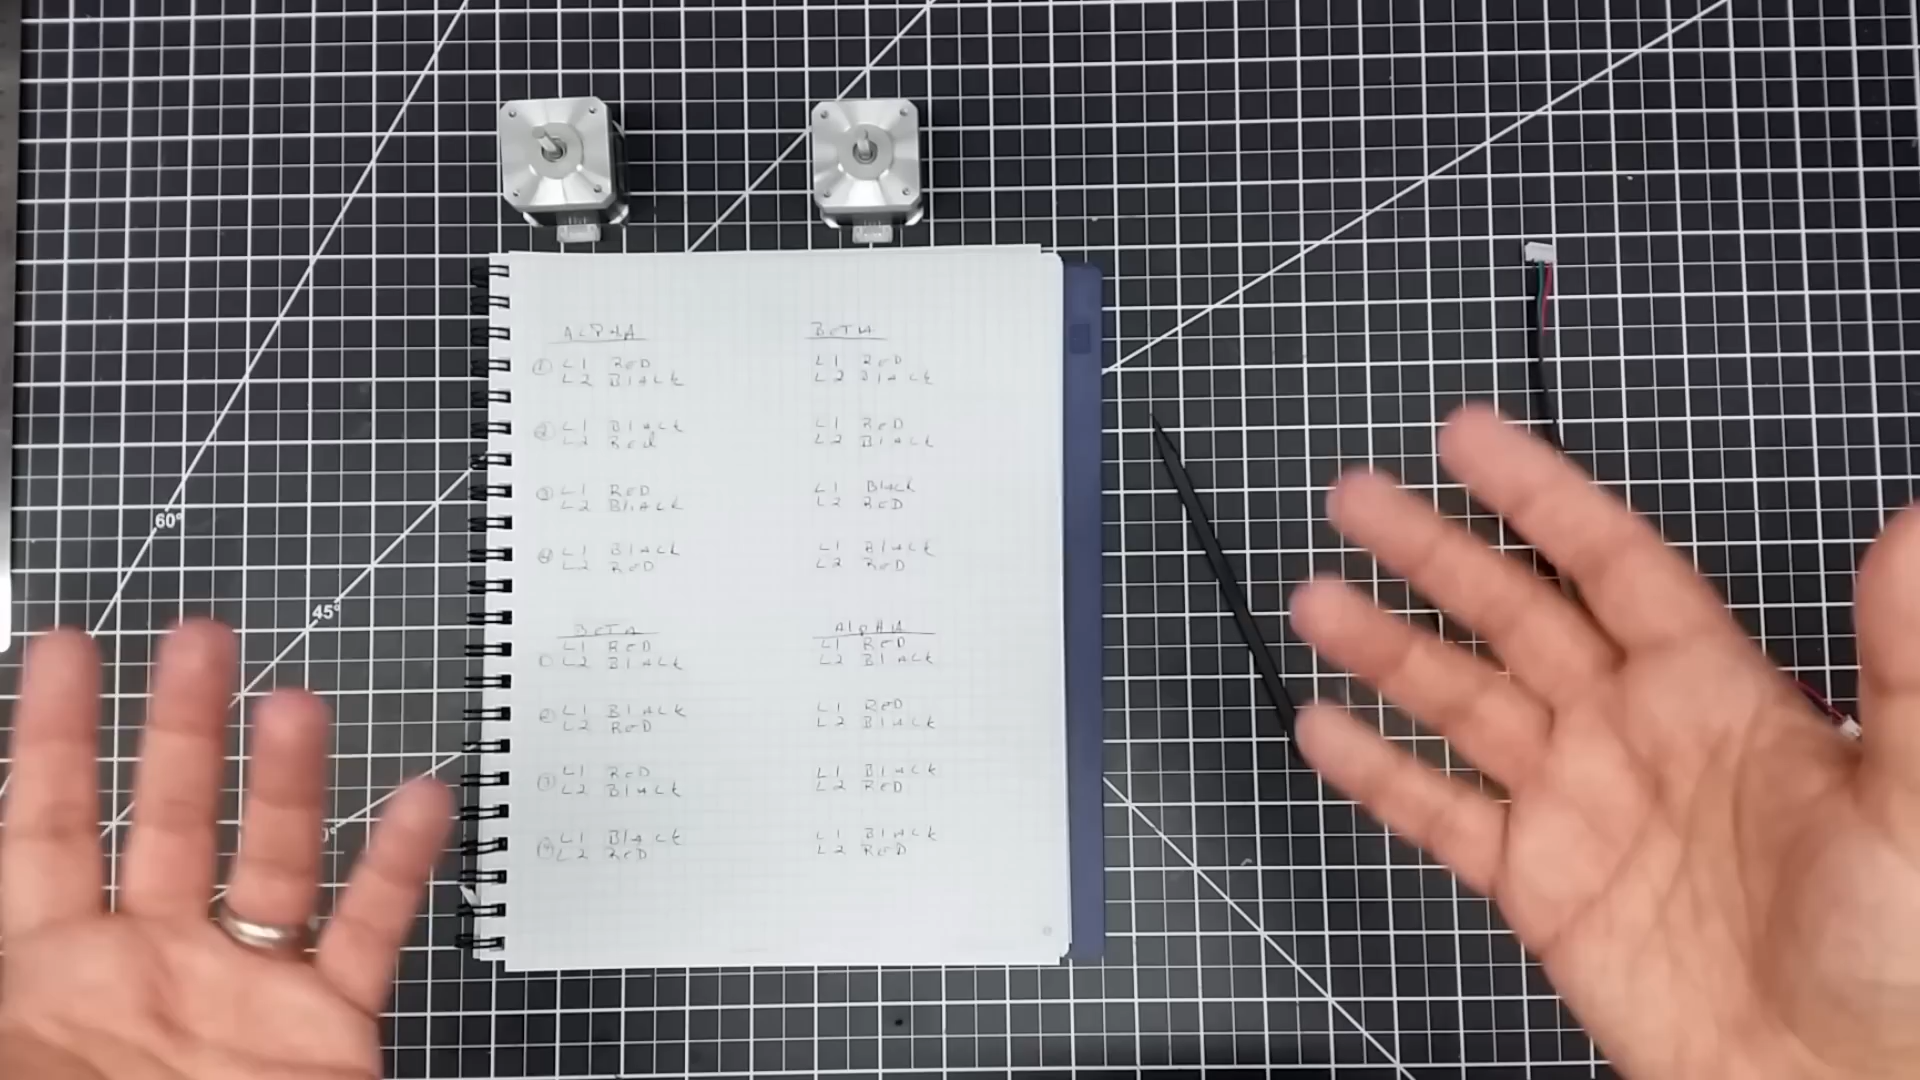 ALPHA BETA
① L1 RED L1 RED
L2 BLACK L2 BLACK
② L1 BLACK L1 RED
L2 Red L2 BLACK
③ L1 RED L1 Black
L2 BLACK L2 RED
④ L1 BLACK L1 BLACK
L2 RED L2 RED
BETA ALPHA
L1 RED L1 RED
① L2 BLACK L2 BLACK
② L1 BLACK L1 RED
L2 RED L2 BLACK
③ L1 RED L1 BLACK
L2 BLACK L2 RED
④ L1 BLACK L1 BLACK
L2 RED L2 RED
60°
45°